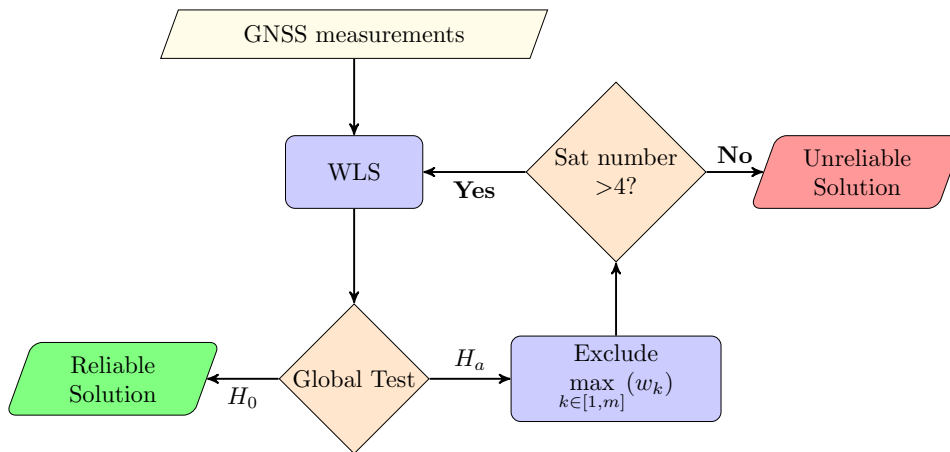 GNSS measurements
WLS
Sat number
>4?
Yes
No
Unreliable
Solution
Reliable
Solution
H_0
Global Test
H_a
Exclude
max(w_k)
k∈[1,m]